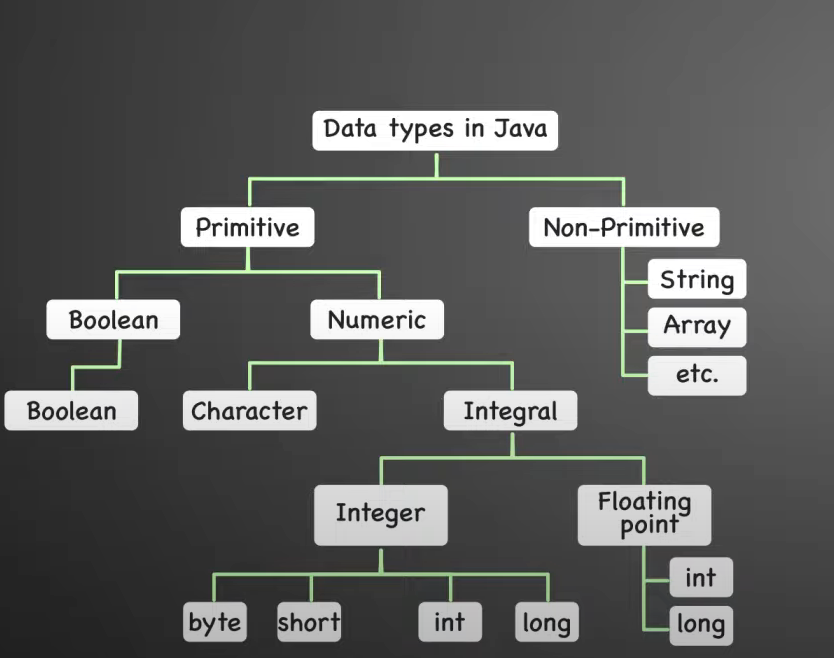 Data types in Java
Primitive
Non-Primitive
String
Boolean
Numeric
Array
etc.
Boolean
Character
Integral
Integer
Floating
point
int
byte
short
int
long
long